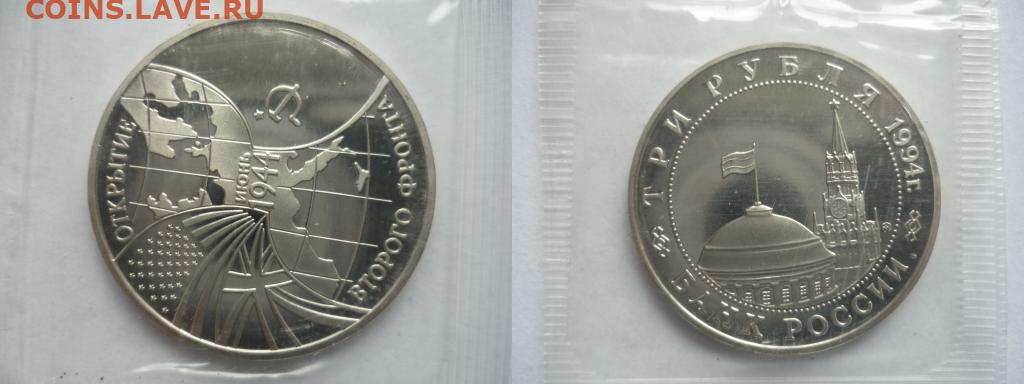 COINS.LAVE.RU
ОТКРЫТИЕ
ВТОРОГО ФРОНТА
ИЮНЬ
1944 г.
ТРИ РУБЛЯ 1994г.
БАНК РОССИИ